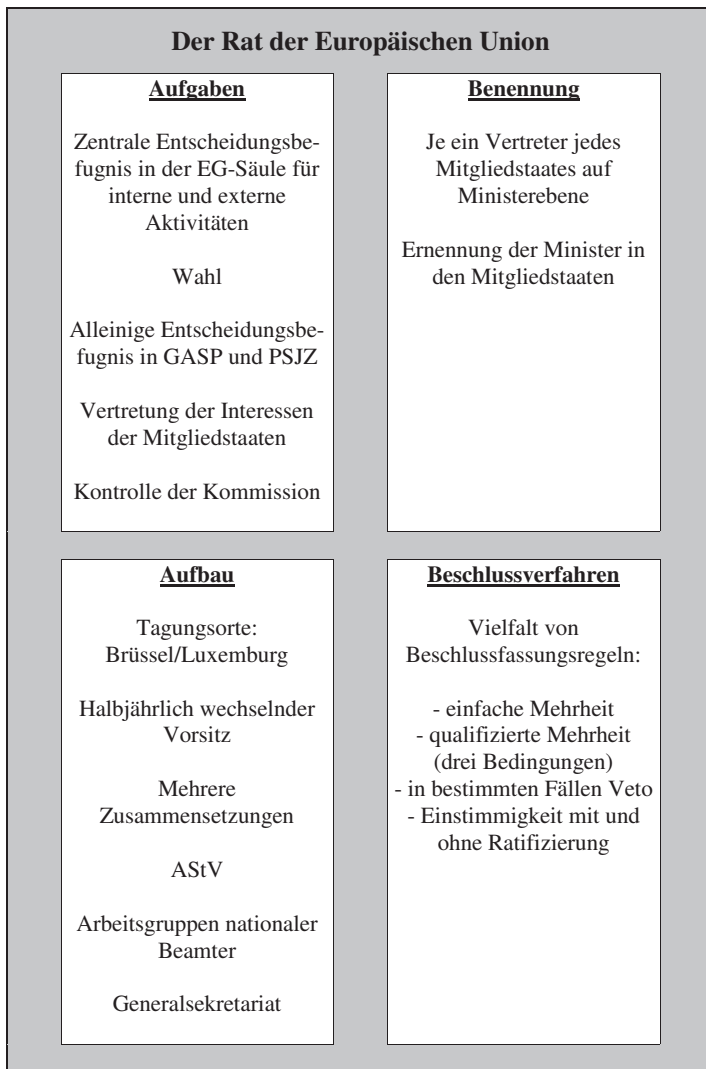 Der Rat der Europäischen Union
Aufgaben
Zentrale Entscheidungsbe-
fugnis in der EG-Säule für
interne und externe
Aktivitäten
Wahl
Alleinige Entscheidungsbe-
fugnis in GASP und PSJZ
Vertretung der Interessen
der Mitgliedstaaten
Kontrolle der Kommission
Benennung
Je ein Vertreter jedes
Mitgliedstaates auf
Ministerebene
Ernennung der Minister in
den Mitgliedstaaten
Aufbau
Tagungsorte:
Brüssel/Luxemburg
Halbjährlich wechselnder
Vorsitz
Mehrere
Zusammensetzungen
AStV
Arbeitsgruppen nationaler
Beamter
Generalsekretariat
Beschlussverfahren
Vielfalt von
Beschlussfassungsregeln:
- einfache Mehrheit
- qualifizierte Mehrheit
(drei Bedingungen)
- in bestimmten Fällen Veto
- Einstimmigkeit mit und
ohne Ratifizierung